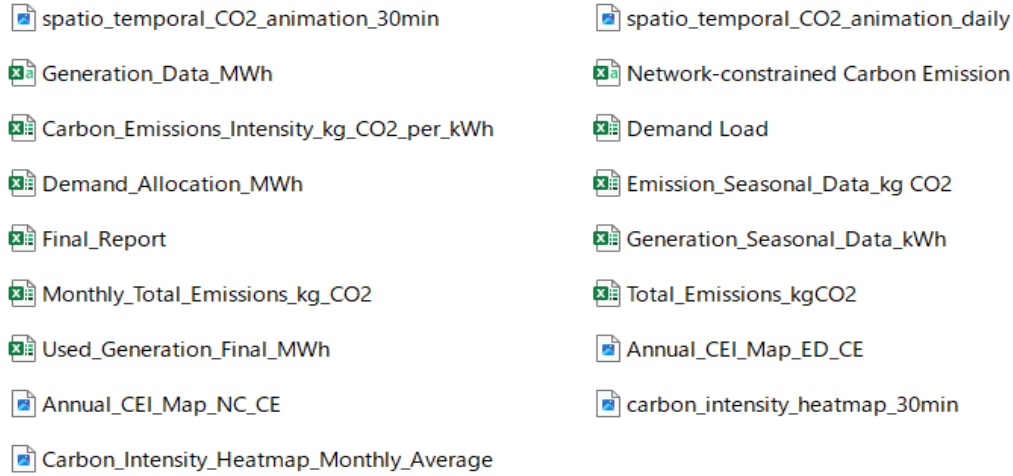 spatio_temporal_CO2_animation_30min
spatio_temporal_CO2_animation_daily
Generation_Data_MWh
Network-constrained Carbon Emission
Carbon_Emissions_Intensity_kg_CO2_per_kWh
Demand Load
Demand_Allocation_MWh
Emission_Seasonal_Data_kg CO2
Final_Report
Generation_Seasonal_Data_kWh
Monthly_Total_Emissions_kg_CO2
Total_Emissions_kgCO2
Used_Generation_Final_MWh
Annual_CEI_Map_ED_CE
Annual_CEI_Map_NC_CE
carbon_intensity_heatmap_30min
Carbon_Intensity_Heatmap_Monthly_Average